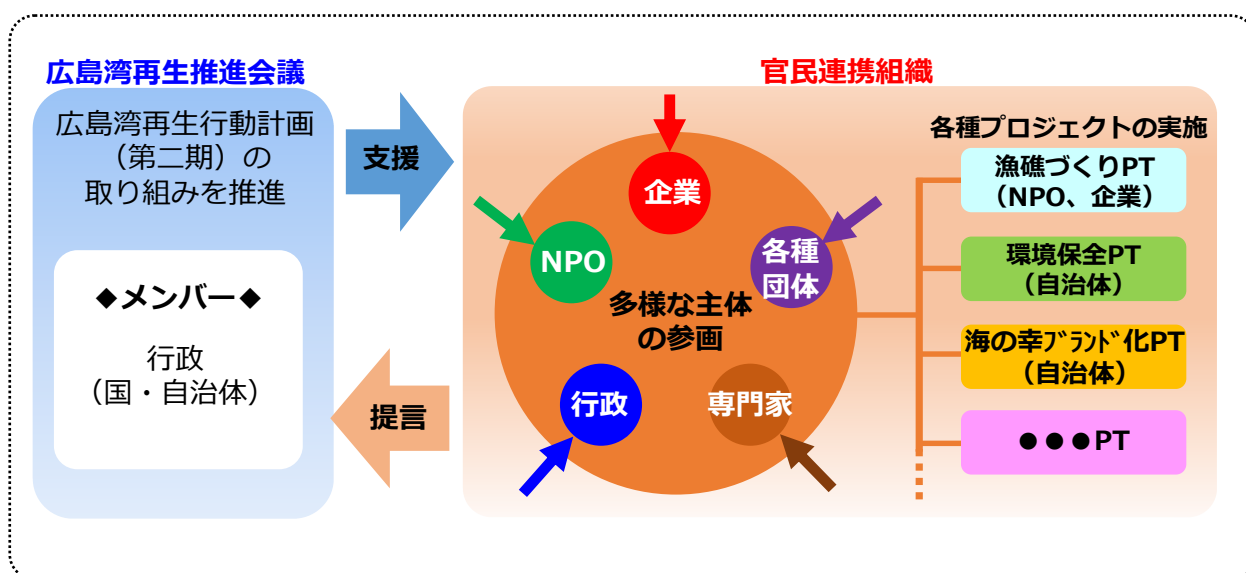 広島湾再生推進会議
広島湾再生行動計画
（第二期）の
取り組みを推進
◆メンバー◆
行政
（国・自治体）
支援
提言
官民連携組織
企業
NPO
各種
団体
多様な主体
の参画
行政
専門家
各種プロジェクトの実施
漁礁づくりPT
（NPO、企業）
環境保全PT
（自治体）
海の幸ﾌﾞﾗﾝﾄﾞ化PT
（自治体）
●●●PT